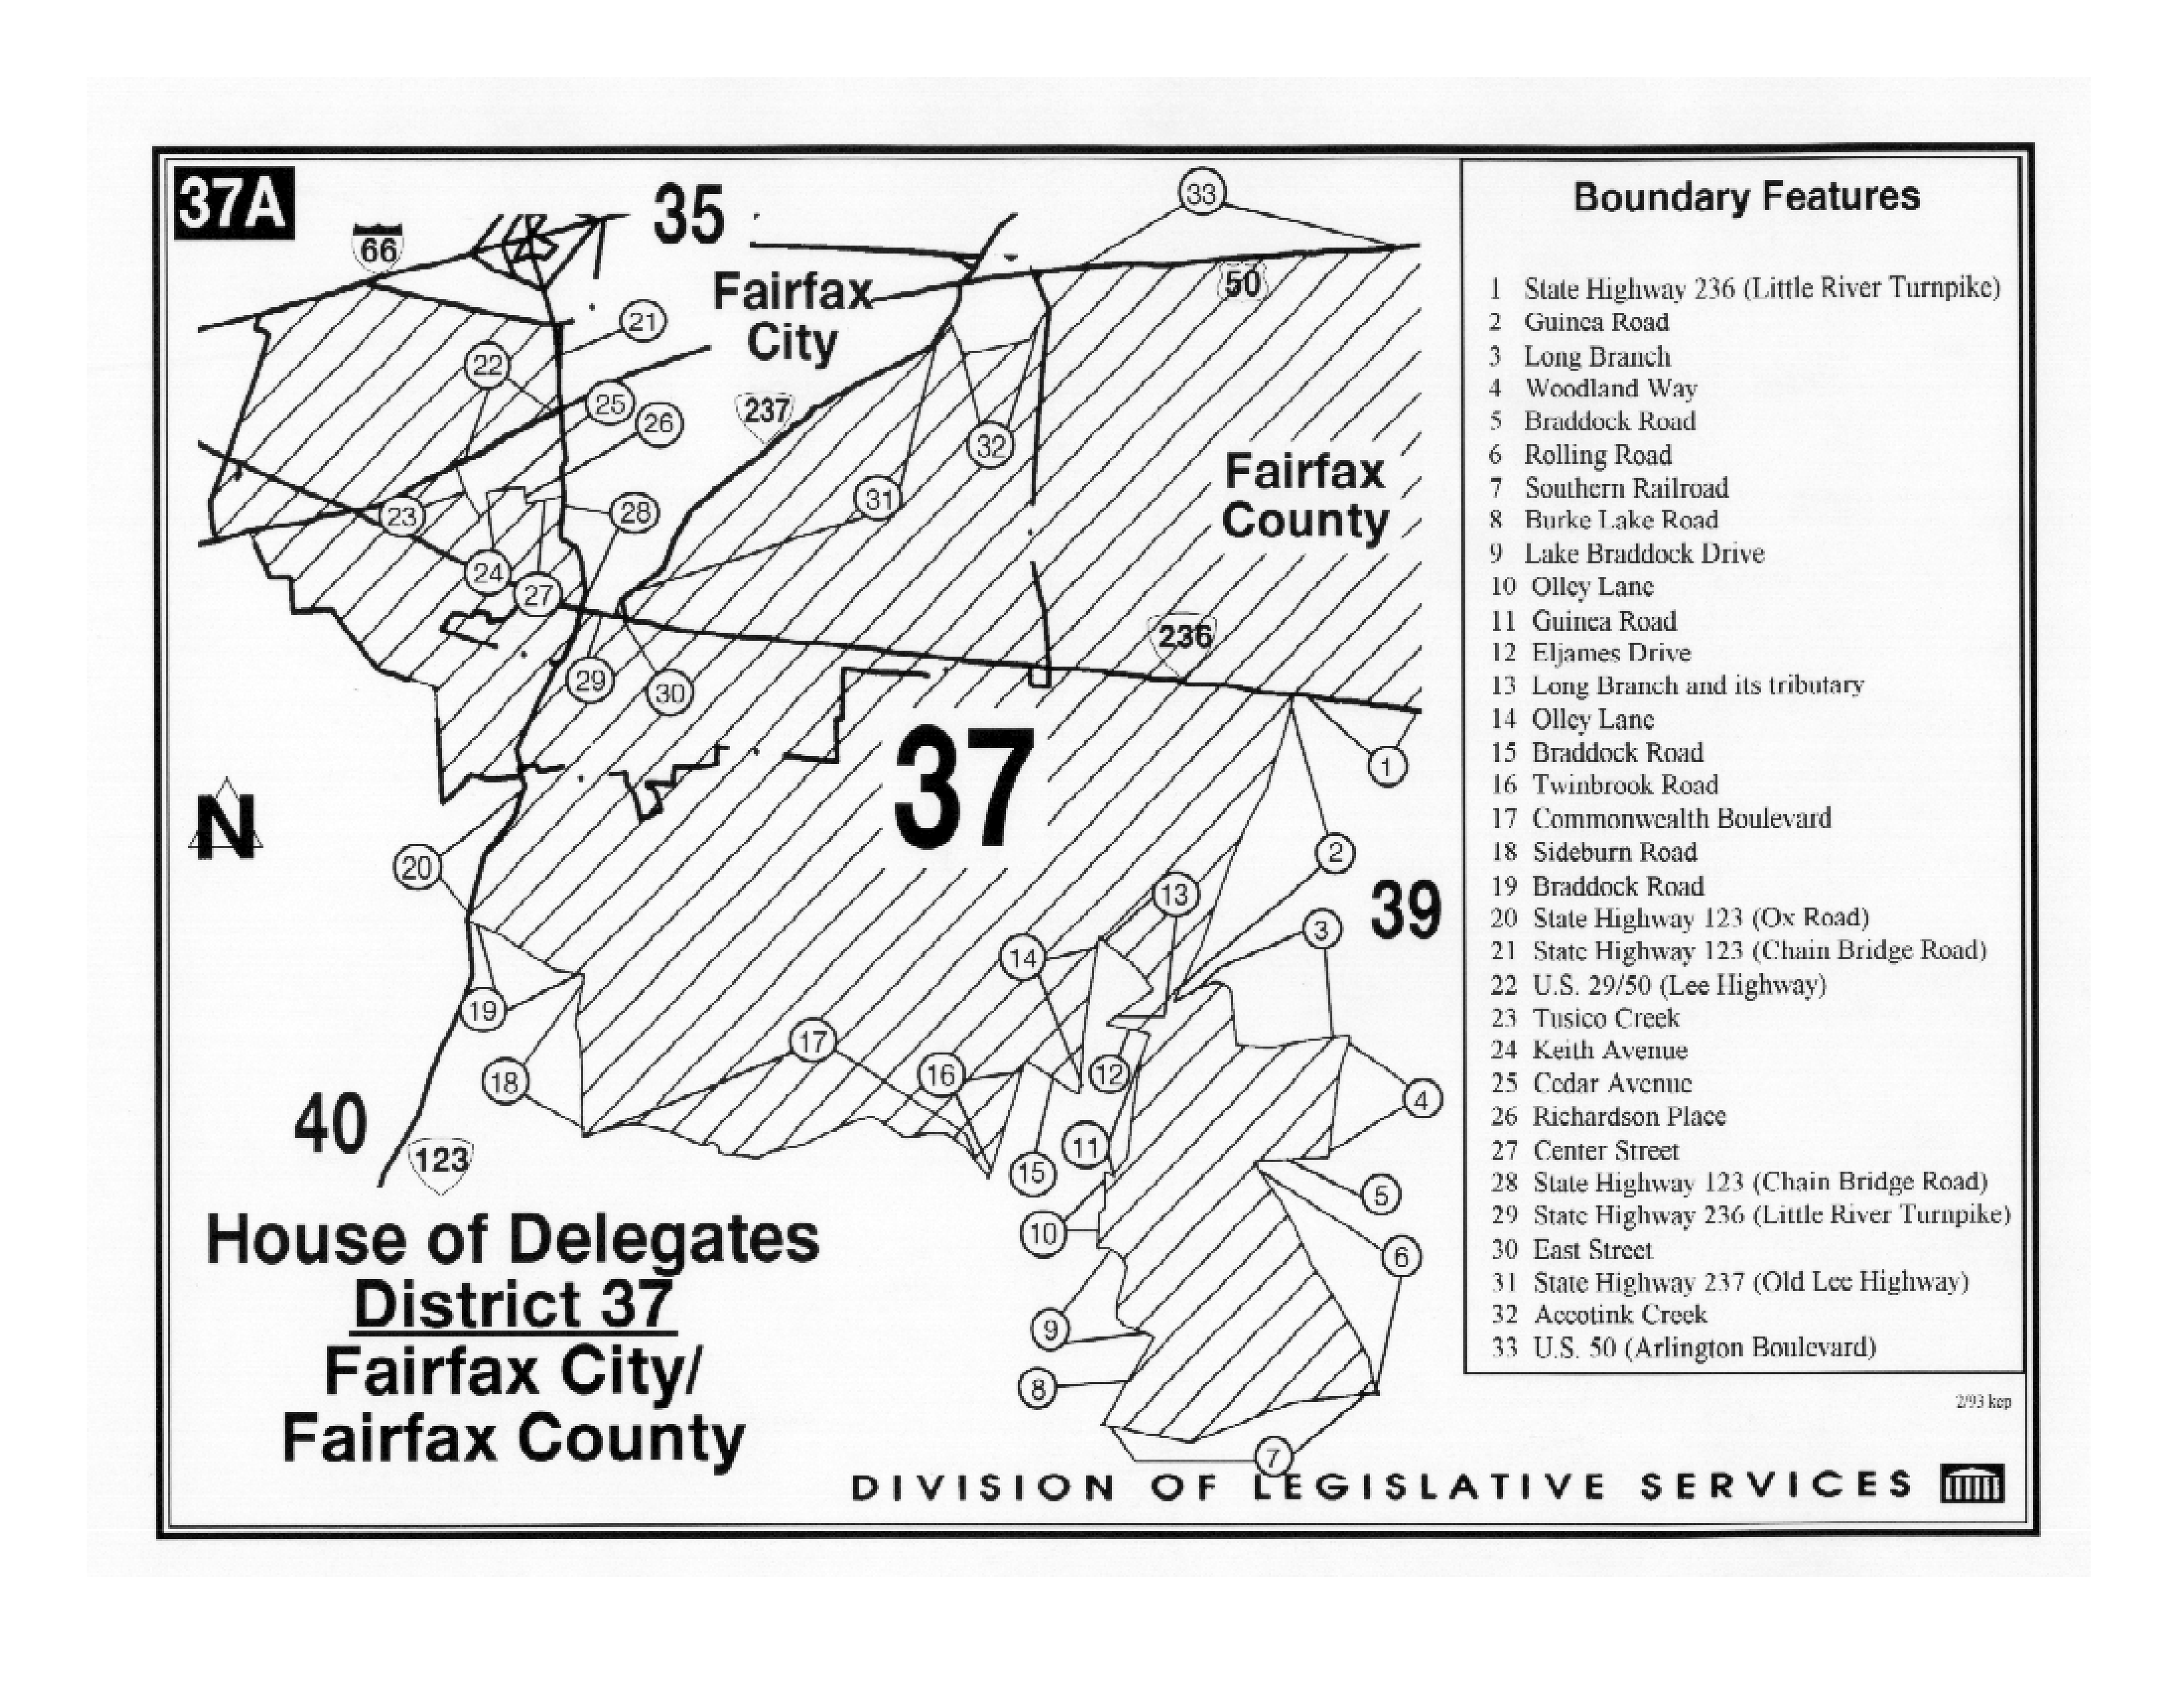 37A
35
33
66
50
Fairfax
City
21
22
25
26
237
32
31
Fairfax
County
23
28
24
27
236
29
30
37
1
N
20
2
39
13
3
14
19
17
16
12
18
4
40
11
123
15
5
10
6
9
8
7
House of Delegates
District 37
Fairfax City/
Fairfax County
Boundary Features
1 State Highway 236 (Little River Turnpike)
2 Guinea Road
3 Long Branch
4 Woodland Way
5 Braddock Road
6 Rolling Road
7 Southern Railroad
8 Burke Lake Road
9 Lake Braddock Drive
10 Olley Lane
11 Guinea Road
12 Eljames Drive
13 Long Branch and its tributary
14 Olley Lane
15 Braddock Road
16 Twinbrook Road
17 Commonwealth Boulevard
18 Sideburn Road
19 Braddock Road
20 State Highway 123 (Ox Road)
21 State Highway 123 (Chain Bridge Road)
22 U.S. 29/50 (Lee Highway)
23 Tusico Creek
24 Keith Avenue
25 Cedar Avenue
26 Richardson Place
27 Center Street
28 State Highway 123 (Chain Bridge Road)
29 State Highway 236 (Little River Turnpike)
30 East Street
31 State Highway 237 (Old Lee Highway)
32 Accotink Creek
33 U.S. 50 (Arlington Boulevard)
2/93 kcp
DIVISION OF LEGISLATIVE SERVICES